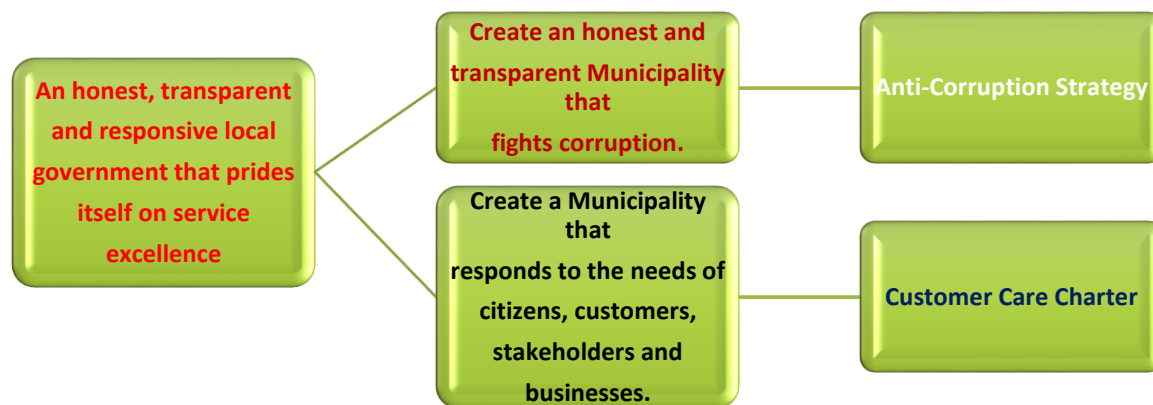 An honest, transparent
and responsive local
government that prides
itself on service
excellence
Create an honest and
transparent Municipality
that
fights corruption.
Anti-Corruption Strategy
Create a Municipality
that
responds to the needs of
citizens, customers,
stakeholders and
businesses.
Customer Care Charter